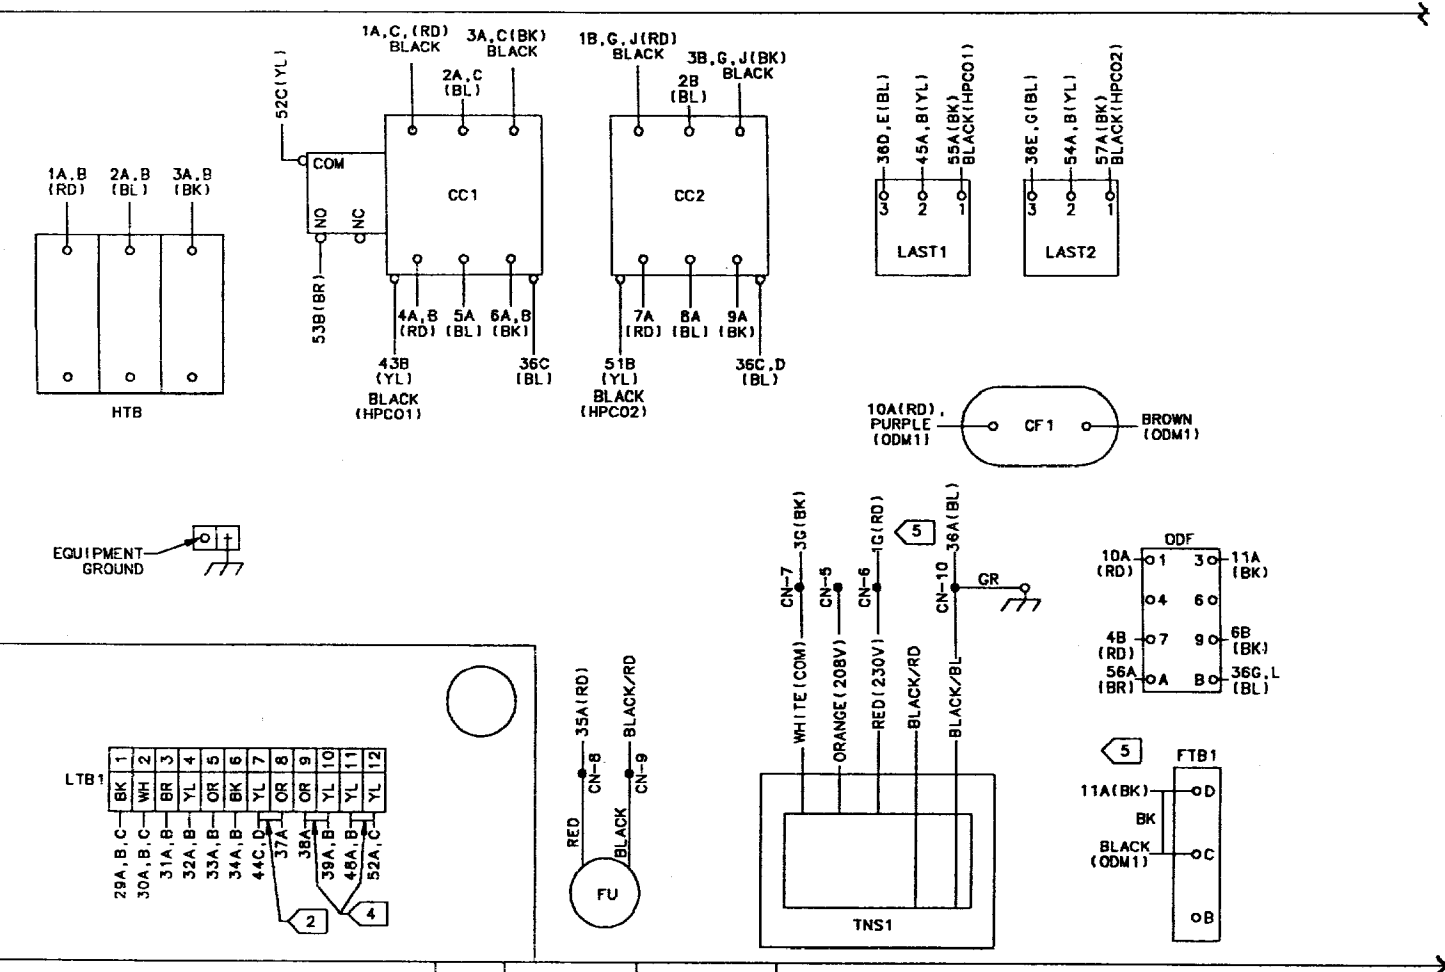 1A,C,(RD)
BLACK
3A,C(BK)
BLACK
2A,C
(BL)
52C(YL)
COM
NO
NC
53B(BR)
CC1
4A,B
(RD)
5A
(BL)
6A,B
(BK)
43B
(YL)
BLACK
(HPCO1)
36C
(BL)
1B,G,J(RD)
BLACK
3B,G,J(BK)
BLACK
2B
(BL)
CC2
7A
(RD)
8A
(BL)
9A
(BK)
51B
(YL)
BLACK
(HPCO2)
36C,D
(BL)
36D,E(BL)
45A,B(YL)
55A(BK)
BLACK(HPCO1)
3 2 1
LAST1
36E,G(BL)
54A,B(YL)
57A(BK)
BLACK(HPCO2)
3 2 1
LAST2
1A,B
(RD)
2A,B
(BL)
3A,B
(BK)
HTB
10A(RD),
PURPLE
(ODM1)
CF1
BROWN
(ODM1)
EQUIPMENT
GROUND
3G(BK)
1G(RD)
5
36A(BL)
CN-7
CN-5
CN-6
CN-10
GR
WHITE(COM)
ORANGE(208V)
RED(230V)
BLACK/RD
BLACK/BL
TNS1
ODF
10A
(RD)
1
3
11A
(BK)
4
6
4B
(RD)
7
9
6B
(BK)
56A
(BR)
A
B
36G,L
(BL)
5
FTB1
11A(BK)
D
BK
BLACK
(ODM1)
C
B
35A(RD)
BLACK/RD
CN-8
CN-9
RED
BLACK
FU
LTB1
1 2 3 4 5 6 7 8 9 10 11 12
BK WH BR YL OR BK YL OR OR YL YL YL
29A,B,C
30A,B,C
31A,B
32A,B
33A,B
34A,B
44C,D
37A
38A
39A,B
48A,B
52A,C
2
4